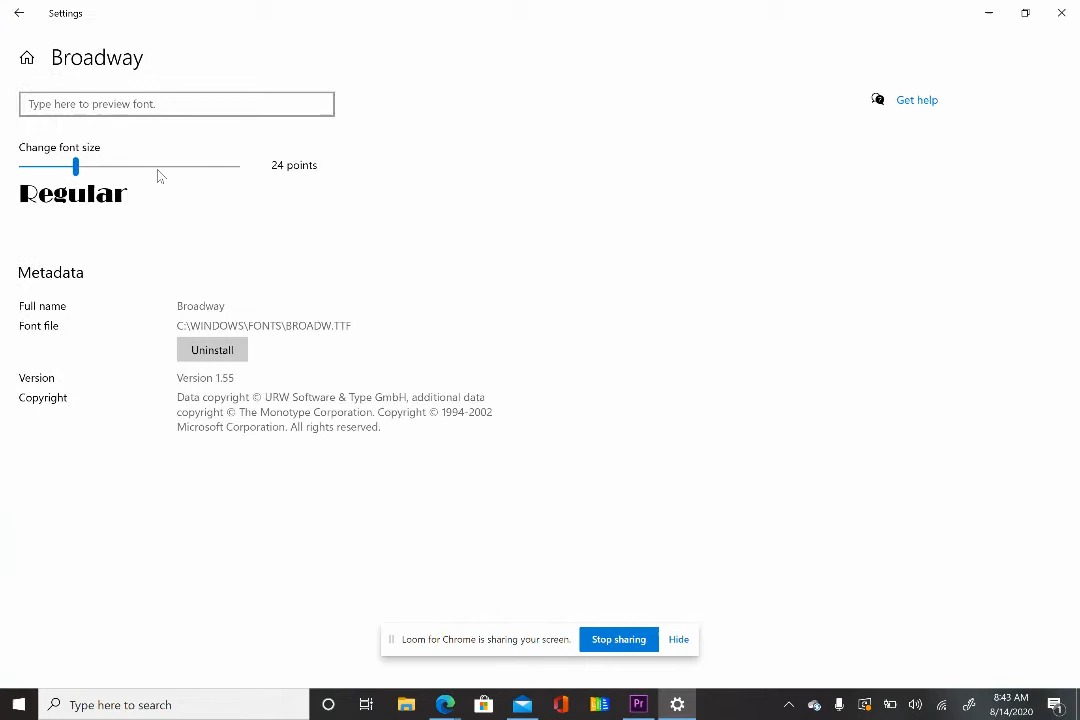 Settings
Broadway
Type here to preview font.
Get help
Change font size
24 points
Regular
Metadata
Full name Broadway
Font file C:\WINDOWS\FONTS\BROADW.TTF
Uninstall
Version Version 1.55
Copyright Data copyright © URW Software & Type GmbH, additional data
copyright © The Monotype Corporation. Copyright © 1994-2002
Microsoft Corporation. All rights reserved.
Loom for Chrome is sharing your screen. Stop sharing Hide
Type here to search
Pr
8:43 AM
8/14/2020
1